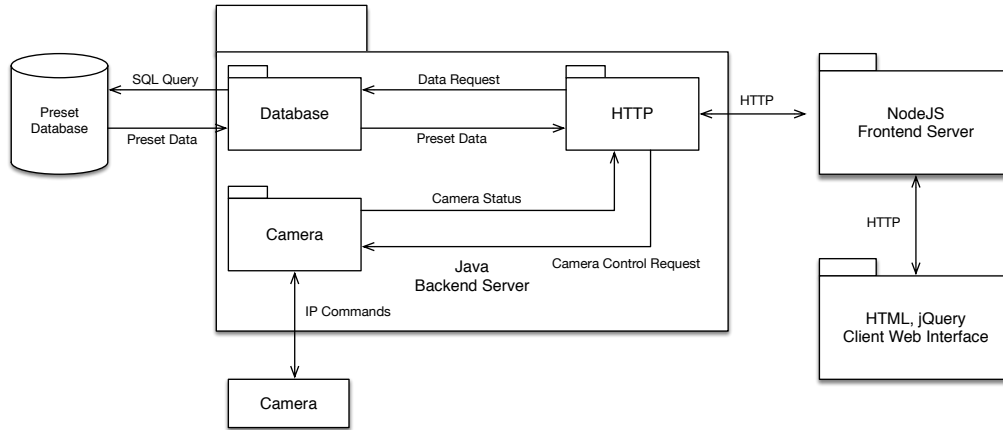 SQL Query
Preset
Database
Preset Data
Database
Data Request
Preset Data
HTTP
HTTP
NodeJS
Frontend Server
Camera Status
Camera
Camera Control Request
Java
Backend Server
HTTP
IP Commands
HTML, jQuery
Client Web Interface
Camera